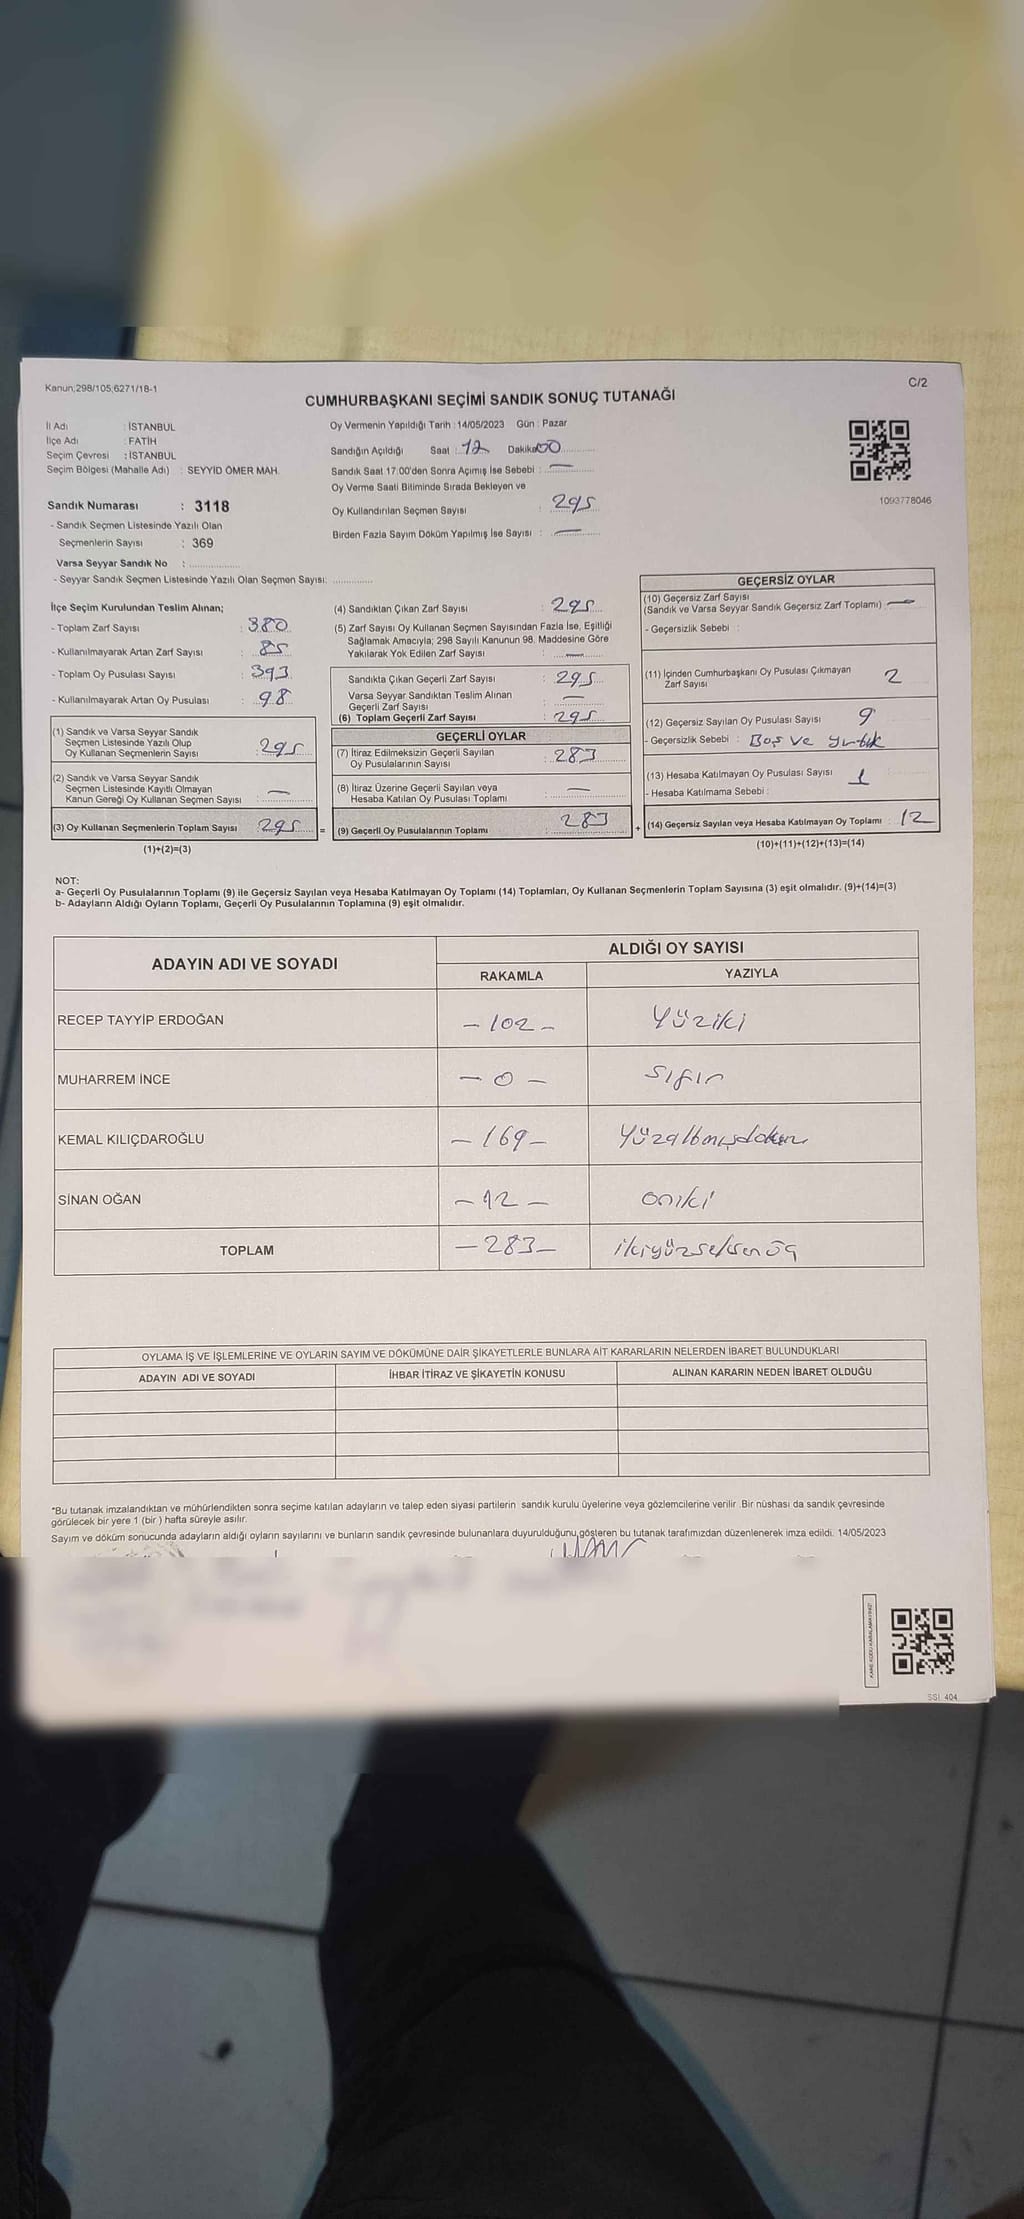 Kanun;298/105;6271/18-1
C/2
CUMHURBAŞKANI SEÇİMİ SANDIK SONUÇ TUTANAĞI
İl Adı : İSTANBUL
İlçe Adı : FATİH
Seçim Çevresi : İSTANBUL
Seçim Bölgesi (Mahalle Adı) : SEYYİD ÖMER MAH.
Sandık Numarası : 3118
- Sandık Seçmen Listesinde Yazılı Olan
Seçmenlerin Sayısı : 369
Varsa Seyyar Sandık No : ..................
- Seyyar Sandık Seçmen Listesinde Yazılı Olan Seçmen Sayısı: ..............
Oy Vermenin Yapıldığı Tarih : 14/05/2023 Gün : Pazar
Sandığın Açıldığı Saat : 17 Dakika 00
Sandık Saat 17:00'den Sonra Açımış İse Sebebi : —
Oy Verme Saati Bitiminde Sırada Bekleyen ve
Oy Kullandırılan Seçmen Sayısı : 295
Birden Fazla Sayım Döküm Yapılmış İse Sayısı : —
1093778046
İlçe Seçim Kurulundan Teslim Alınan;
- Toplam Zarf Sayısı : 380
- Kullanılmayarak Artan Zarf Sayısı : 85
- Toplam Oy Pusulası Sayısı : 393
- Kullanılmayarak Artan Oy Pusulası : 98
(1) Sandık ve Varsa Seyyar Sandık
Seçmen Listesinde Yazılı Olup
Oy Kullanan Seçmenlerin Sayısı : 295
(2) Sandık ve Varsa Seyyar Sandık
Seçmen Listesinde Kayıtlı Olmayan
Kanun Gereği Oy Kullanan Seçmen Sayısı : —
(3) Oy Kullanan Seçmenlerin Toplam Sayısı : 295 =
(1)+(2)=(3)
(4) Sandıktan Çıkan Zarf Sayısı : 295
(5) Zarf Sayısı Oy Kullanan Seçmen Sayısından Fazla İse, Eşitliği
Sağlamak Amacıyla; 298 Sayılı Kanunun 98. Maddesine Göre
Yakılarak Yok Edilen Zarf Sayısı : —
Sandıkta Çıkan Geçerli Zarf Sayısı : 295
Varsa Seyyar Sandıktan Teslim Alınan
Geçerli Zarf Sayısı : —
(6) Toplam Geçerli Zarf Sayısı : 295
GEÇERLİ OYLAR
(7) İtiraz Edilmeksizin Geçerli Sayılan
Oy Pusulalarının Sayısı : 283
(8) İtiraz Üzerine Geçerli Sayılan veya
Hesaba Katılan Oy Pusulası Toplamı : —
(9) Geçerli Oy Pusulalarının Toplamı : 283 +
GEÇERSİZ OYLAR
(10) Geçersiz Zarf Sayısı
(Sandık ve Varsa Seyyar Sandık Geçersiz Zarf Toplamı) —
- Geçersizlik Sebebi :
(11) İçinden Cumhurbaşkanı Oy Pusulası Çıkmayan
Zarf Sayısı 2
(12) Geçersiz Sayılan Oy Pusulası Sayısı 9
- Geçersizlik Sebebi : Boş ve yırtık
(13) Hesaba Katılmayan Oy Pusulası Sayısı 1
- Hesaba Katılmama Sebebi :
(14) Geçersiz Sayılan veya Hesaba Katılmayan Oy Toplamı : 12
(10)+(11)+(12)+(13)=(14)
NOT:
a- Geçerli Oy Pusulalarının Toplamı (9) ile Geçersiz Sayılan veya Hesaba Katılmayan Oy Toplamı (14) Toplamları, Oy Kullanan Seçmenlerin Toplam Sayısına (3) eşit olmalıdır. (9)+(14)=(3)
b- Adayların Aldığı Oyların Toplamı, Geçerli Oy Pusulalarının Toplamına (9) eşit olmalıdır.
ADAYIN ADI VE SOYADI ALDIĞI OY SAYISI
RAKAMLA YAZIYLA
RECEP TAYYİP ERDOĞAN – 102 – Yüziki
MUHARREM İNCE – 0 – Sıfır
KEMAL KILIÇDAROĞLU – 169 – Yüzaltmışdokuz
SİNAN OĞAN – 12 – oniki
TOPLAM – 283 – ikiyüzseksenüç
OYLAMA İŞ VE İŞLEMLERİNE VE OYLARIN SAYIM VE DÖKÜMÜNE DAİR ŞİKAYETLERLE BUNLARA AİT KARARLARIN NELERDEN İBARET BULUNDUKLARI
ADAYIN ADI VE SOYADI İHBAR İTİRAZ VE ŞİKAYETİN KONUSU ALINAN KARARIN NEDEN İBARET OLDUĞU
*Bu tutanak imzalandıktan ve mühürlendikten sonra seçime katılan adayların ve talep eden siyasi partilerin sandık kurulu üyelerine veya gözlemcilerine verilir .Bir nüshası da sandık çevresinde
görülecek bir yere 1 (bir ) hafta süreyle asılır.
Sayım ve döküm sonucunda adayların aldığı oyların sayılarını ve bunların sandık çevresinde bulunanlara duyurulduğunu gösteren bu tutanak tarafımızdan düzenlenerek imza edildi. 14/05/2023
KARE KODU KARALAMAYINIZ!
SSI 404